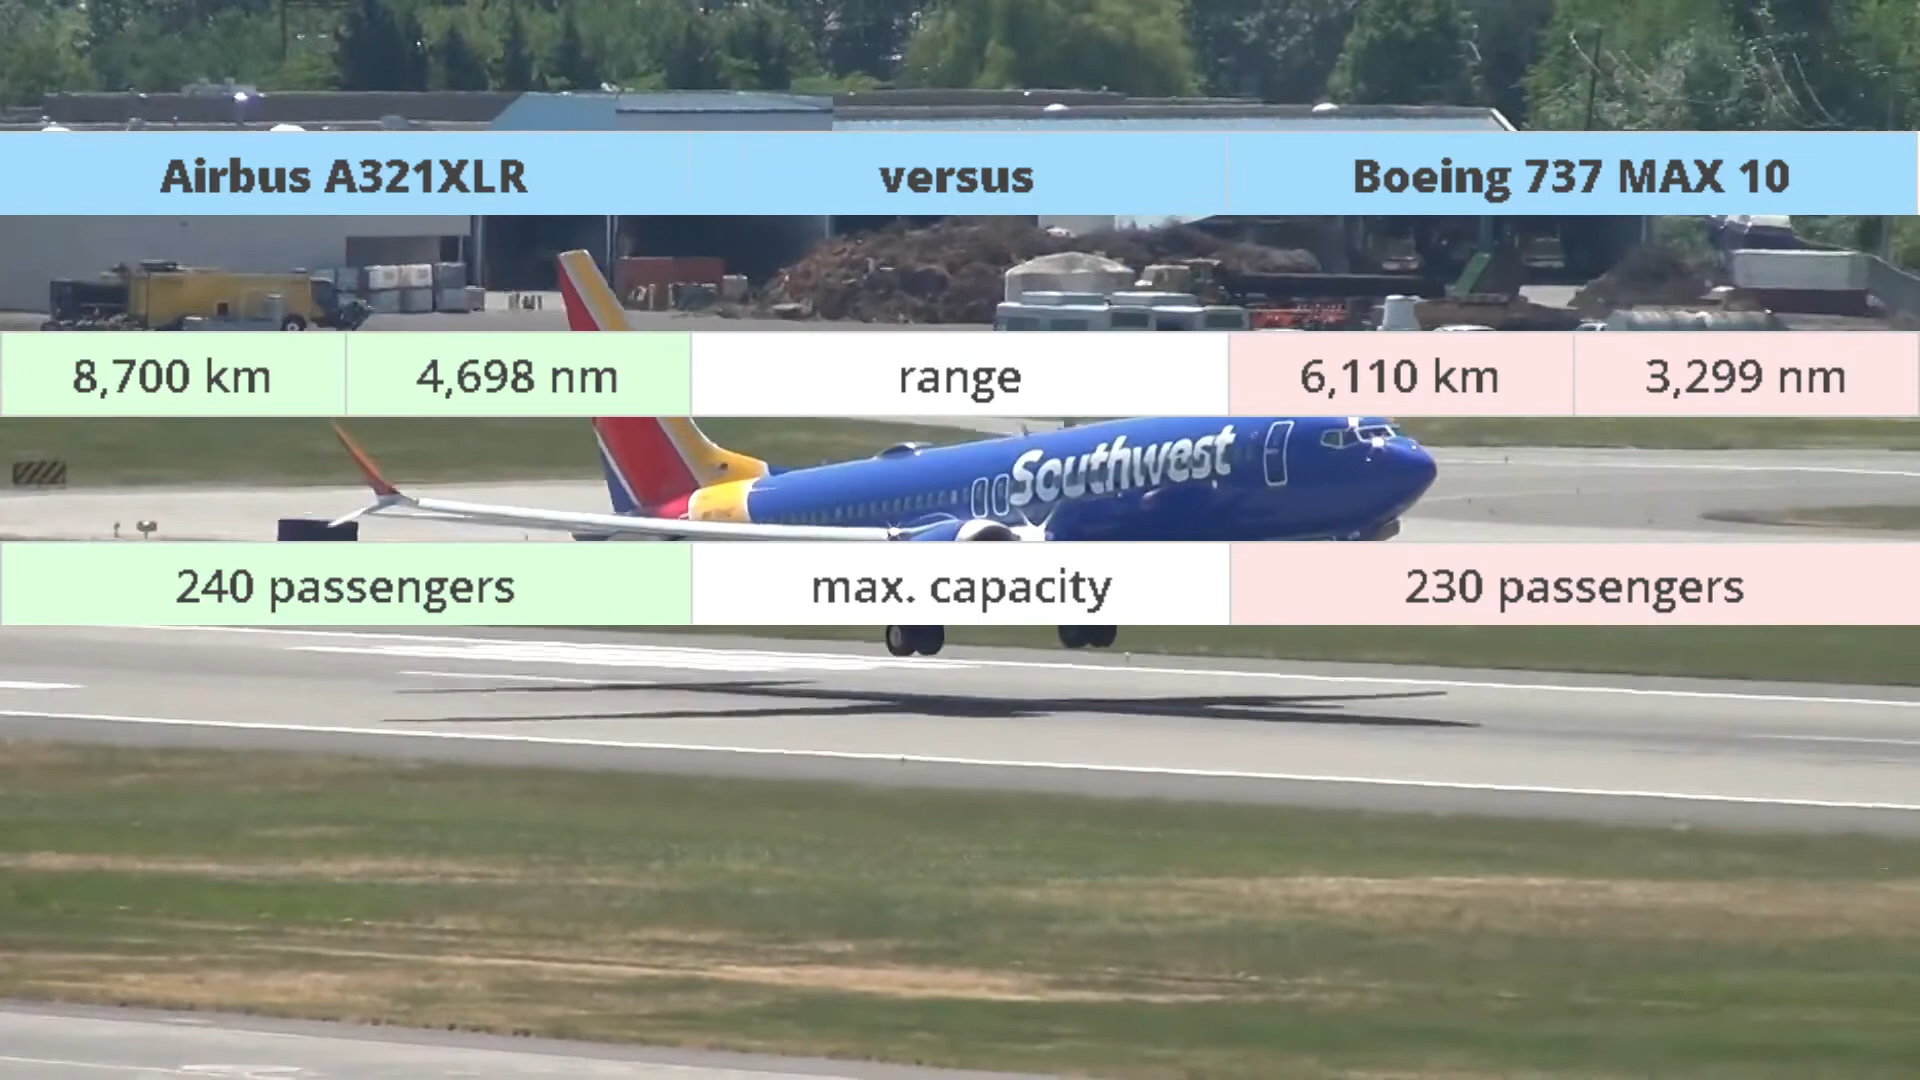 Airbus A321XLR versus Boeing 737 MAX 10
8,700 km 4,698 nm range 6,110 km 3,299 nm
Southwest
240 passengers max. capacity 230 passengers